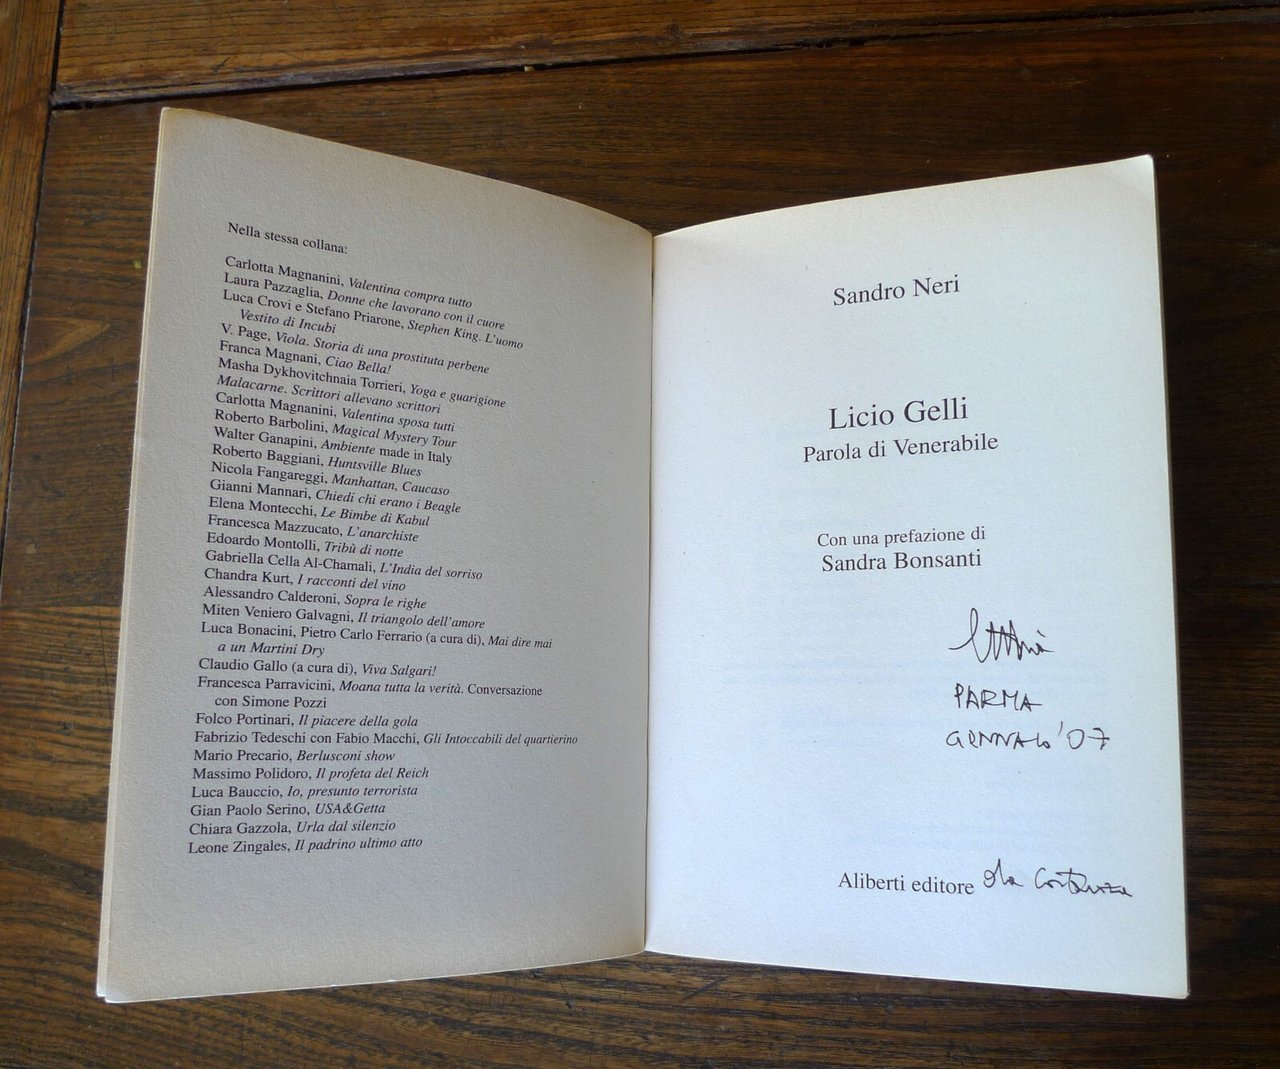 Nella stessa collana:
Carlotta Magnanini, Valentina compra tutto
Laura Pazzaglia, Donne che lavorano con il cuore
Luca Crovi e Stefano Priarone, Stephen King. L'uomo
Vestito di Incubi
V. Page, Viola. Storia di una prostituta perbene
Franca Magnani, Ciao Bella!
Masha Dykhovitchnaia Torrieri, Yoga e guarigione
Malacarne. Scrittori allevano scrittori
Carlotta Magnanini, Valentina sposa tutti
Roberto Barbolini, Magical Mystery Tour
Walter Ganapini, Ambiente made in Italy
Roberto Baggiani, Huntsville Blues
Nicola Fangareggi, Manhattan, Caucaso
Gianni Mannari, Chiedi chi erano i Beagle
Elena Montecchi, Le Bimbe di Kabul
Francesca Mazzucato, L'anarchiste
Edoardo Montolli, Tribù di notte
Gabriella Cella Al-Chamali, L'India del sorriso
Chandra Kurt, I racconti del vino
Alessandro Calderoni, Sopra le righe
Miten Veniero Galvagni, Il triangolo dell'amore
Luca Bonacini, Pietro Carlo Ferrario (a cura di), Mai dire mai
a un Martini Dry
Claudio Gallo (a cura di), Viva Salgari!
Francesca Parravicini, Moana tutta la verità. Conversazione
con Simone Pozzi
Folco Portinari, Il piacere della gola
Fabrizio Tedeschi con Fabio Macchi, Gli Intoccabili del quartierino
Mario Precario, Berlusconi show
Massimo Polidoro, Il profeta del Reich
Luca Bauccio, Io, presunto terrorista
Gian Paolo Serino, USA&Getta
Chiara Gazzola, Urla dal silenzio
Leone Zingales, Il padrino ultimo atto
Sandro Neri
Licio Gelli
Parola di Venerabile
Con una prefazione di
Sandra Bonsanti
PARMA
GENNAIO '07
Aliberti editore da Costanza